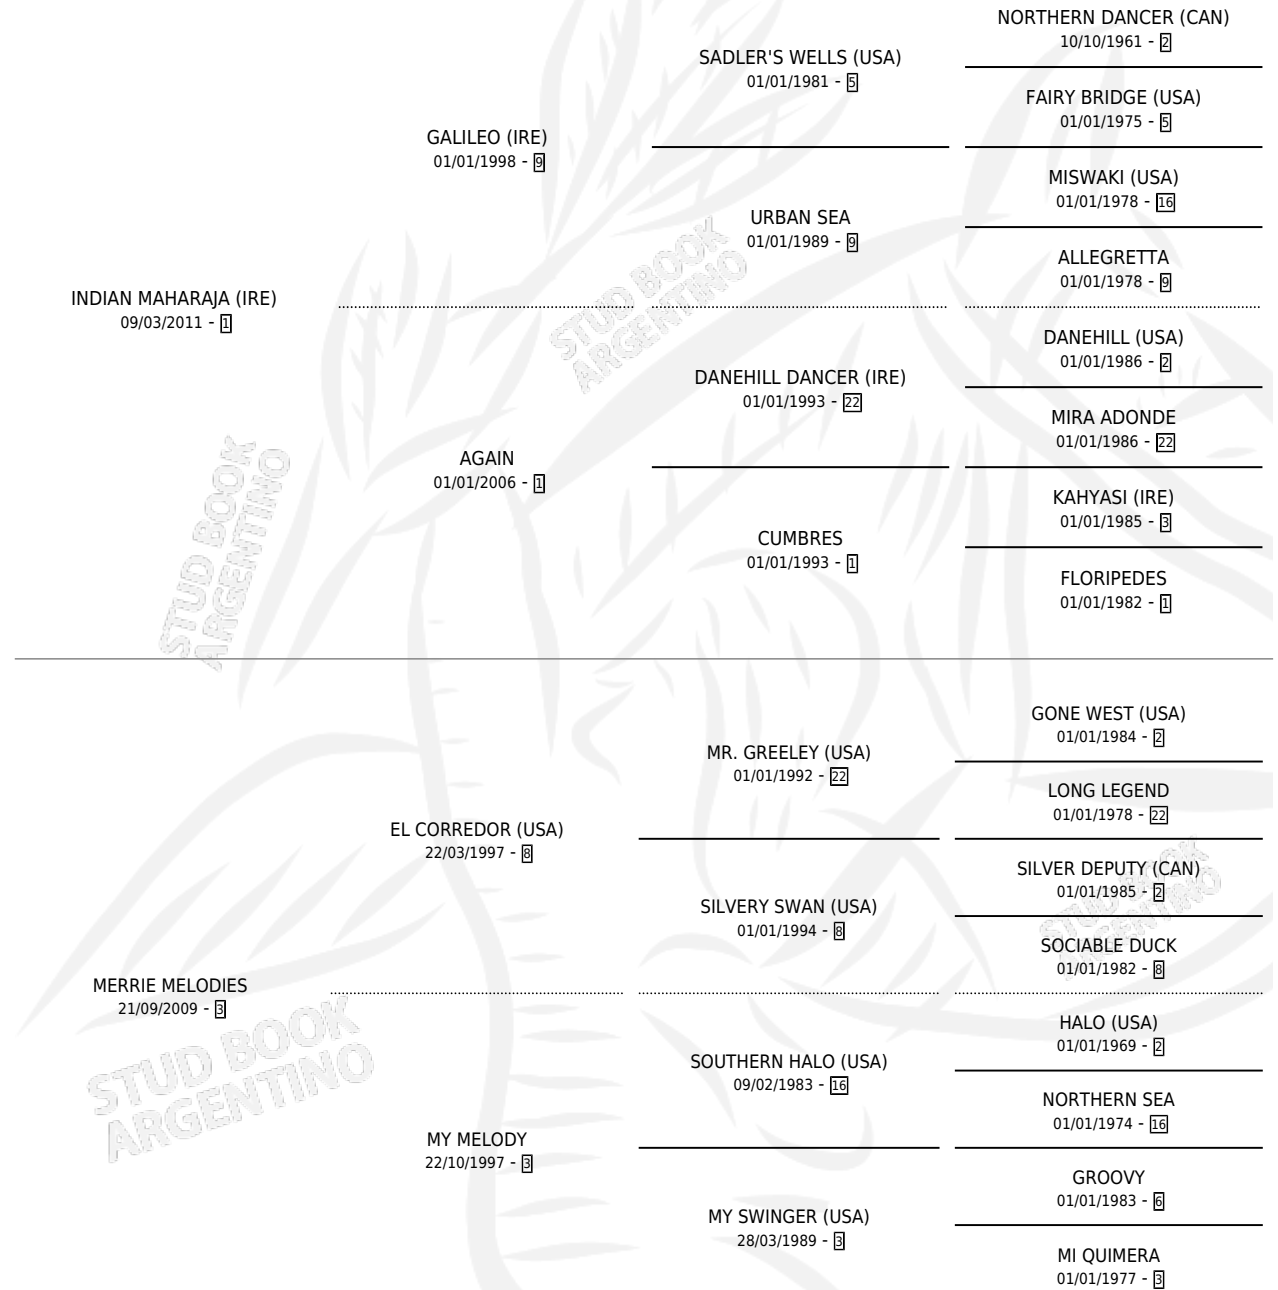 NORTHERN DANCER (CAN)
10/10/1961 - 2
SADLER'S WELLS (USA)
01/01/1981 - 5
FAIRY BRIDGE (USA)
01/01/1975 - 5
GALILEO (IRE)
01/01/1998 - 9
MISWAKI (USA)
01/01/1978 - 16
URBAN SEA
01/01/1989 - 9
ALLEGRETTA
01/01/1978 - 9
INDIAN MAHARAJA (IRE)
09/03/2011 - 1
DANEHILL (USA)
01/01/1986 - 2
DANEHILL DANCER (IRE)
01/01/1993 - 22
MIRA ADONDE
01/01/1986 - 22
AGAIN
01/01/2006 - 1
KAHYASI (IRE)
01/01/1985 - 3
CUMBRES
01/01/1993 - 1
FLORIPEDES
01/01/1982 - 1
GONE WEST (USA)
01/01/1984 - 2
MR. GREELEY (USA)
01/01/1992 - 22
LONG LEGEND
01/01/1978 - 22
EL CORREDOR (USA)
22/03/1997 - 8
SILVER DEPUTY (CAN)
01/01/1985 - 2
SILVERY SWAN (USA)
01/01/1994 - 8
SOCIABLE DUCK
01/01/1982 - 8
MERRIE MELODIES
21/09/2009 - 3
HALO (USA)
01/01/1969 - 2
SOUTHERN HALO (USA)
09/02/1983 - 16
NORTHERN SEA
01/01/1974 - 16
MY MELODY
22/10/1997 - 3
GROOVY
01/01/1983 - 6
MY SWINGER (USA)
28/03/1989 - 3
MI QUIMERA
01/01/1977 - 3
STUD BOOK
ARGENTINO
STUD BOOK
ARGENTINO
STUD BOOK
ARGENTINO
STUD BOOK
ARGENTINO